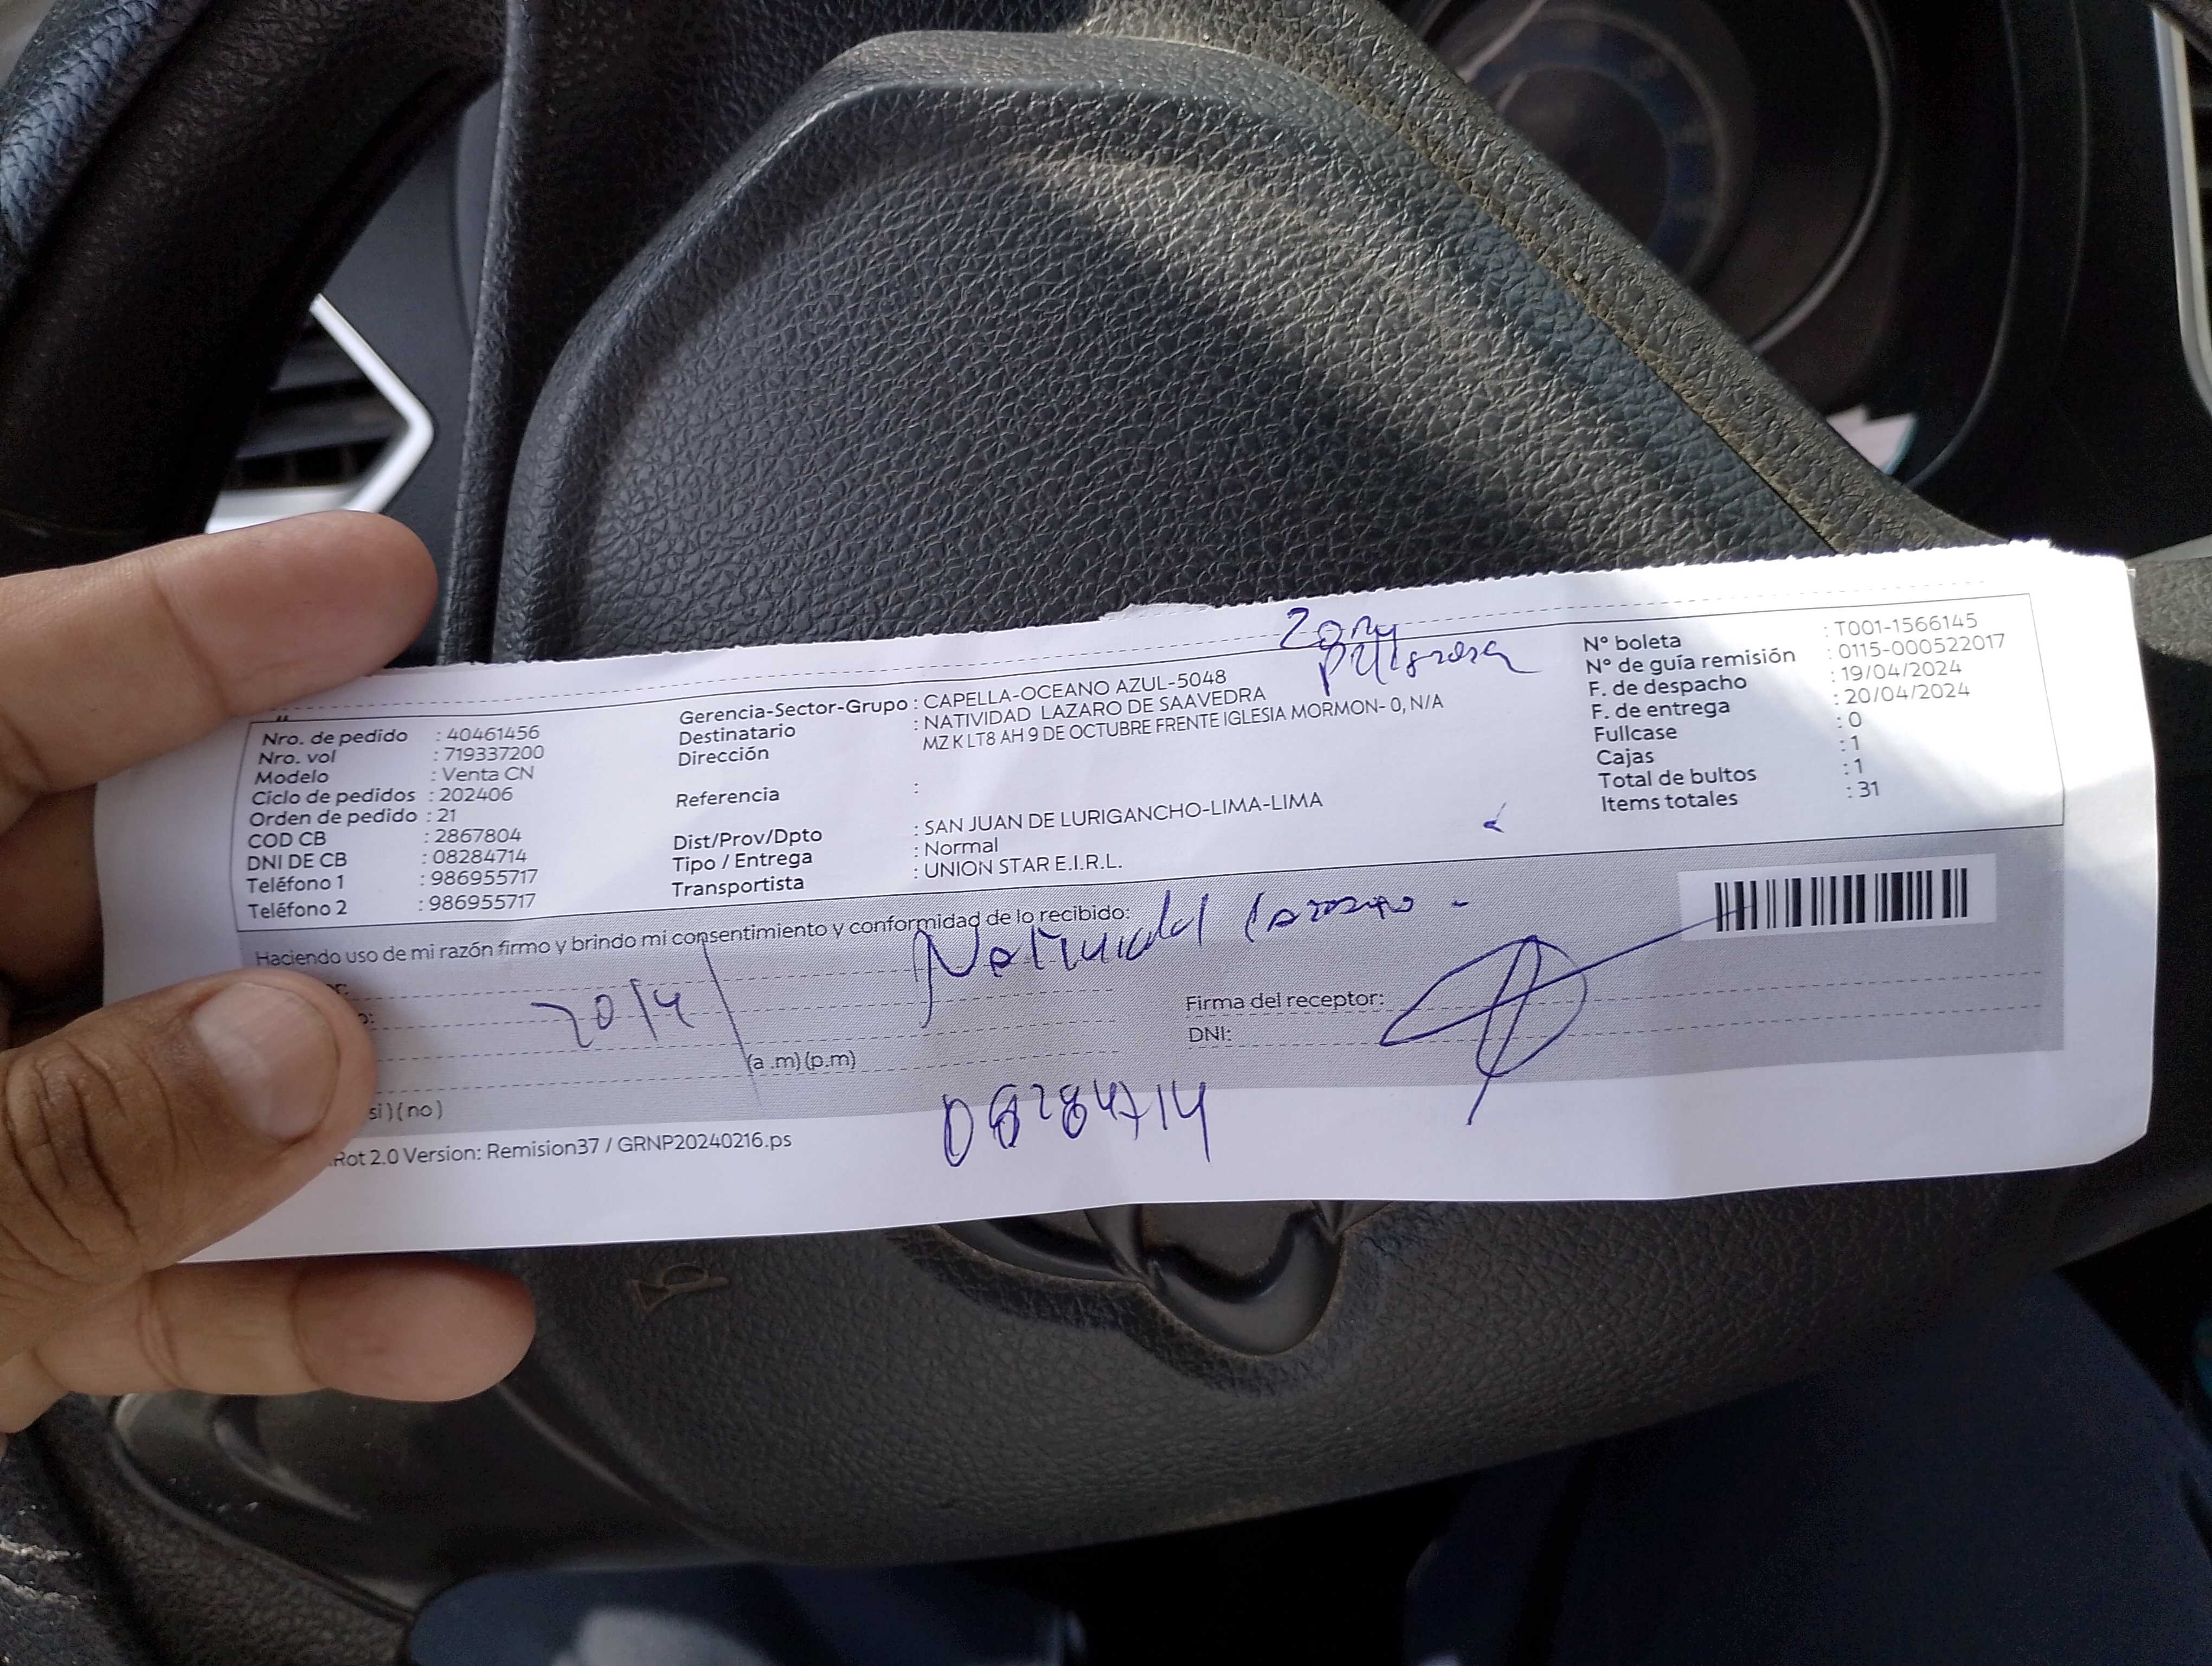 Zona
peligrosa
Nro. de pedido : 40461456
Nro. vol : 719337200
Modelo : Venta CN
Ciclo de pedidos : 202406
Orden de pedido : 21
COD CB : 2867804
DNI DE CB : 08284714
Teléfono 1 : 986955717
Teléfono 2 : 986955717
Gerencia-Sector-Grupo : CAPELLA-OCEANO AZUL-5048
Destinatario : NATIVIDAD LAZARO DE SAAVEDRA
Dirección : MZ K LT8 AH 9 DE OCTUBRE FRENTE IGLESIA MORMON- 0, N/A
Referencia :
Dist/Prov/Dpto : SAN JUAN DE LURIGANCHO-LIMA-LIMA
Tipo / Entrega : Normal
Transportista : UNION STAR E.I.R.L.
N° boleta : T001-1566145
N° de guía remisión : 0115-000522017
F. de despacho : 19/04/2024
F. de entrega : 20/04/2024
Fullcase : 0
Cajas : 1
Total de bultos : 1
Items totales : 31
Haciendo uso de mi razón firmo y brindo mi consentimiento y conformidad de lo recibido:
Natividad
20/4
Firma del receptor:
DNI:
(a .m) (p.m)
08284714
si ) ( no )
Rot 2.0 Version: Remision37 / GRNP20240216.ps